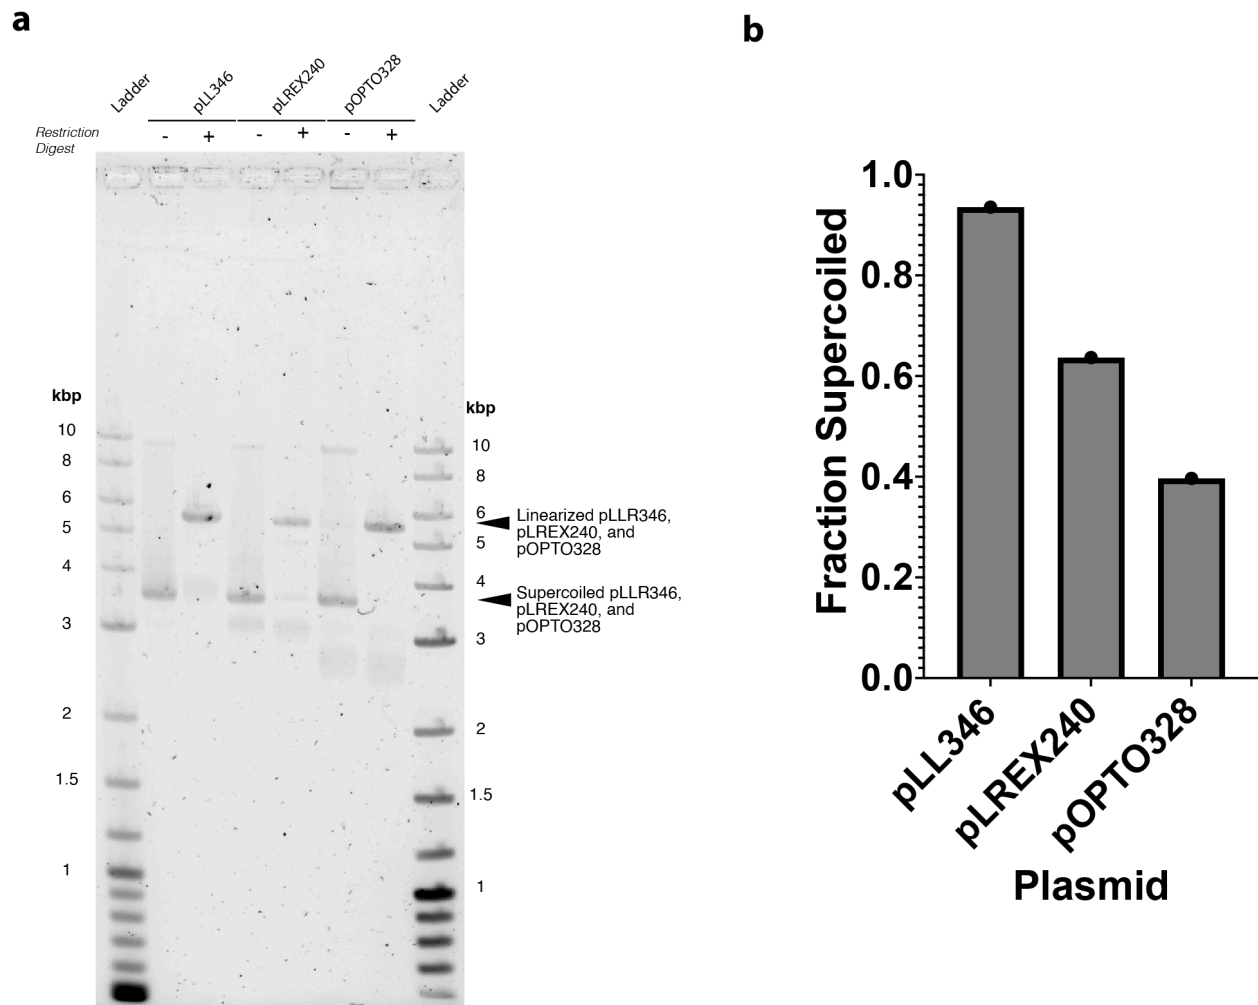 a
Ladder
pLL346
pLREX240
pOPTO328
Ladder
Restriction
Digest
- + - + - +
kbp
10
8
6
5
4
3
2
1.5
1
kbp
10
8
6
5
4
3
2
1.5
1
Linearized pLLR346,
pLREX240, and
pOPTO328
Supercoiled pLLR346,
pLREX240, and
pOPTO328
b
Fraction Supercoiled
1.0
0.8
0.6
0.4
0.2
0.0
pLL346
pLREX240
pOPTO328
Plasmid